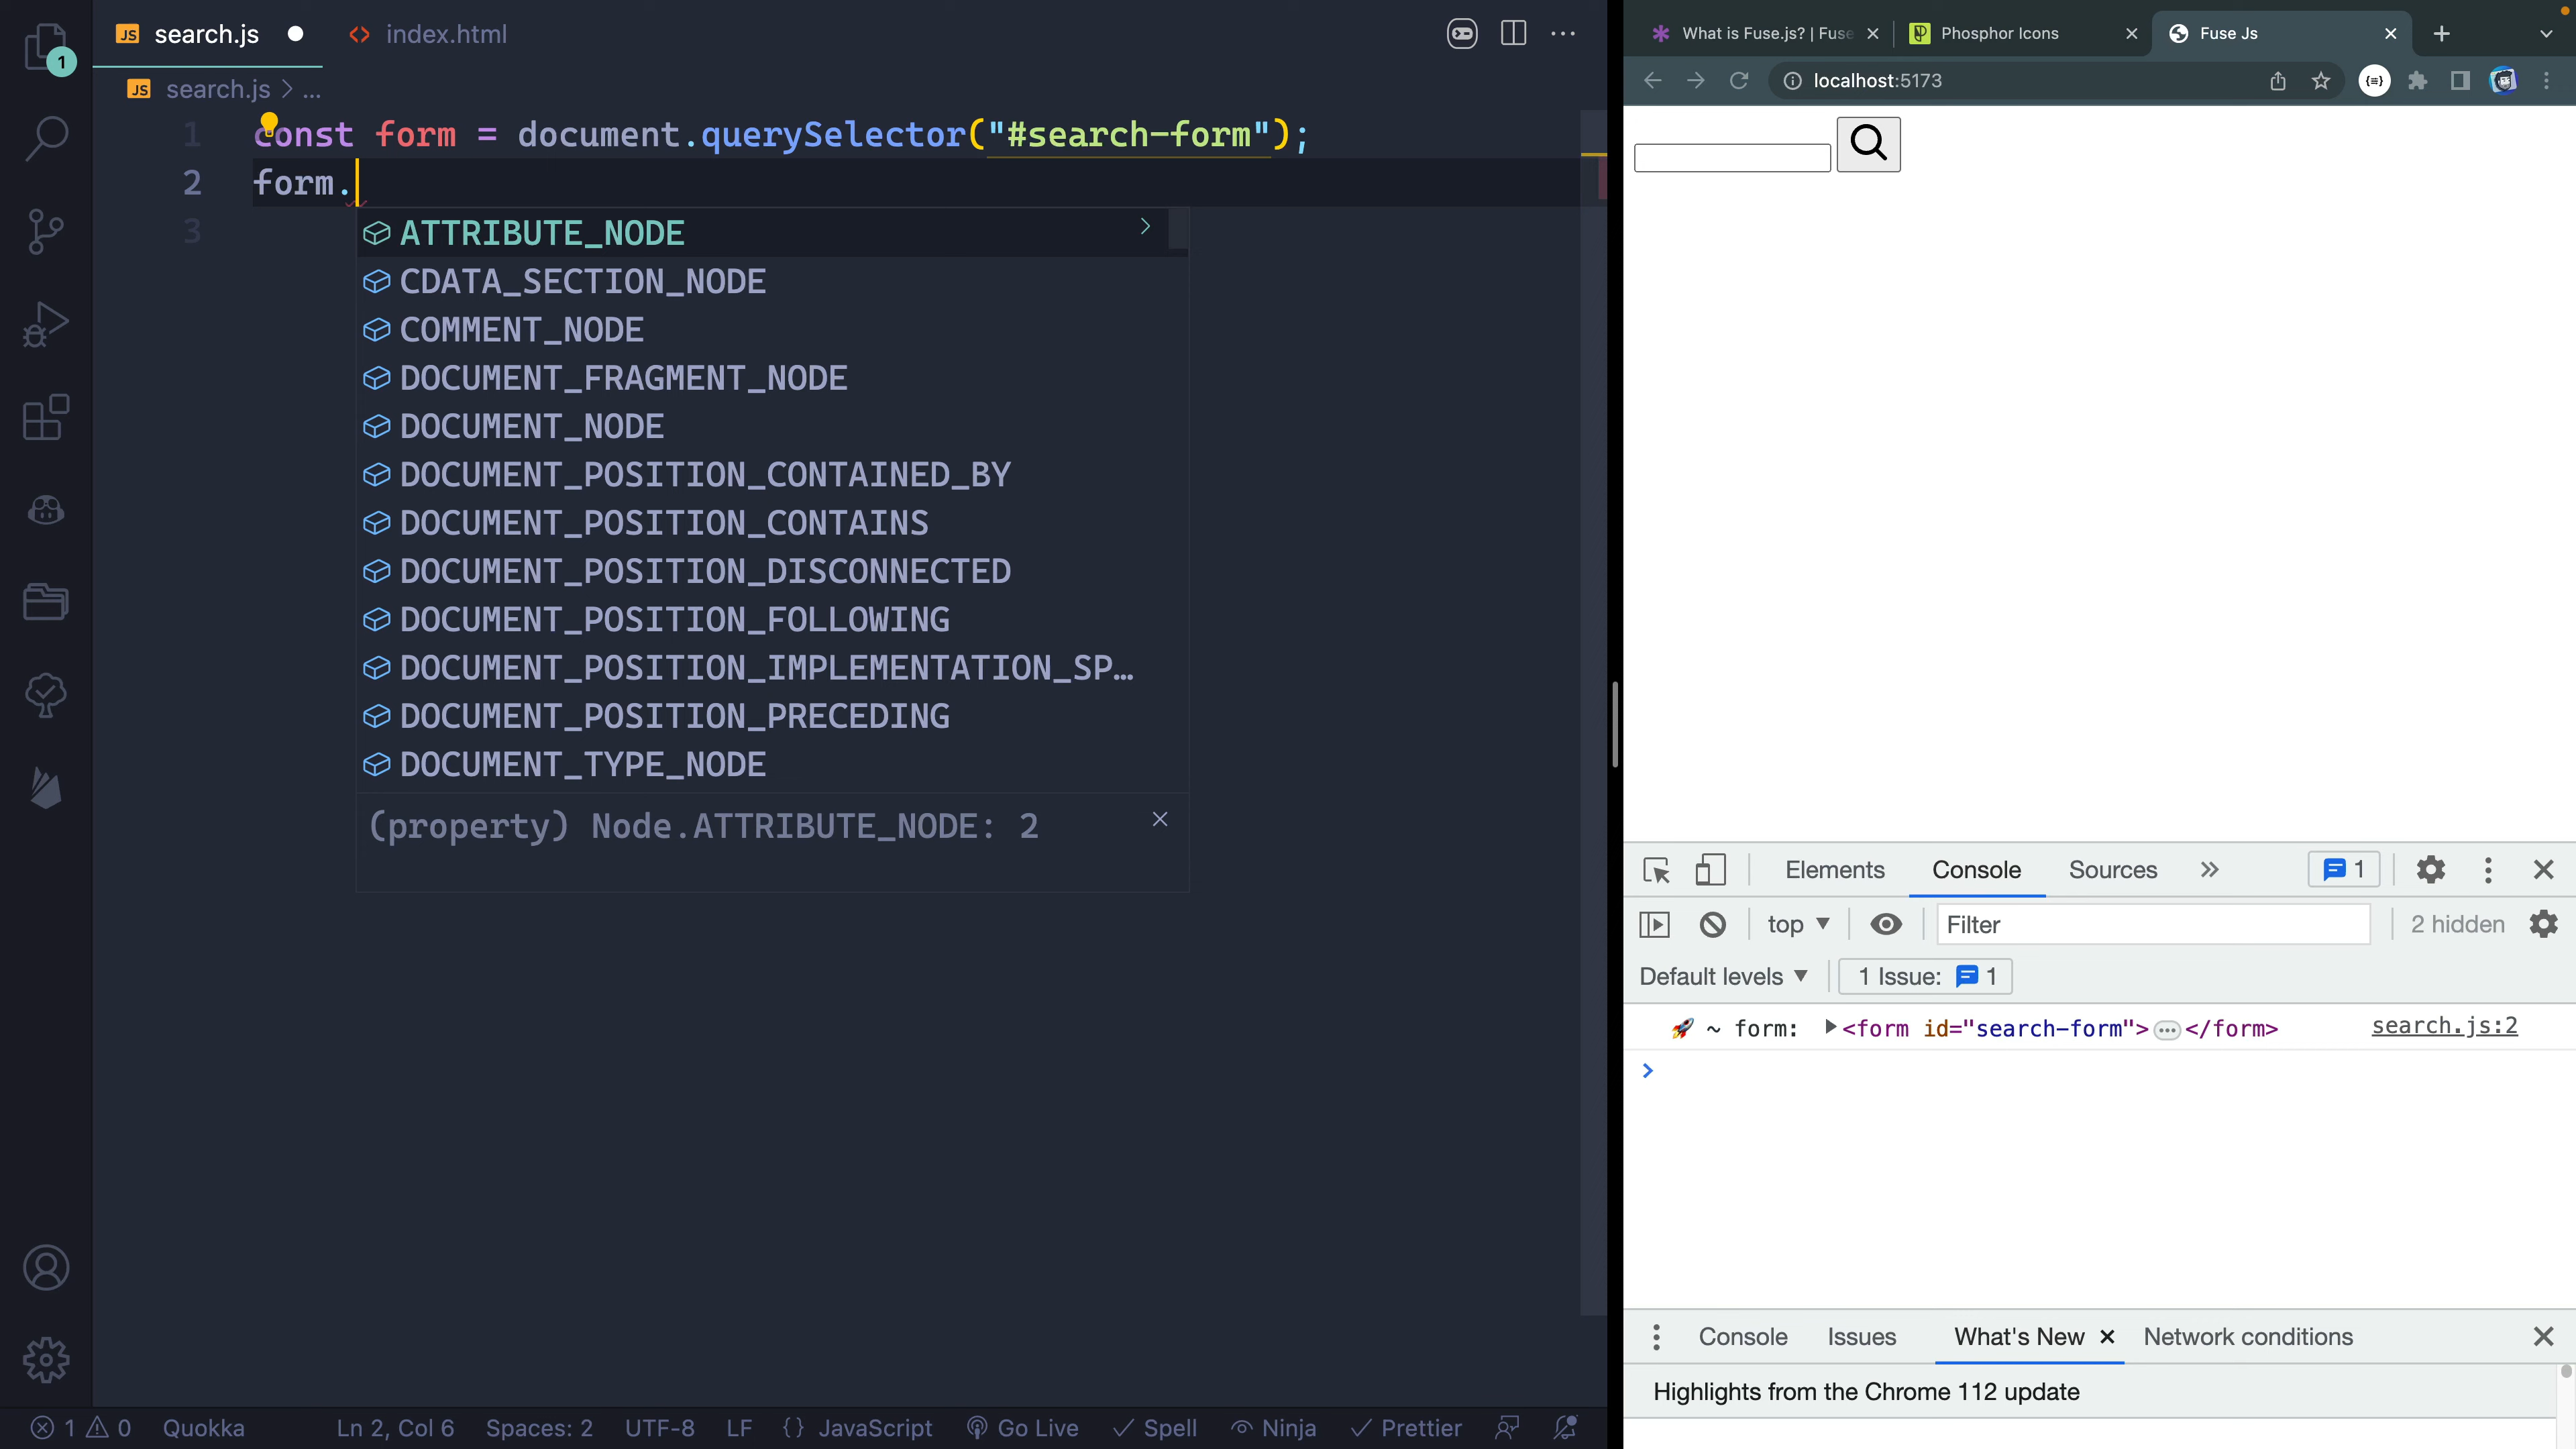 search.js
index.html
search.js > ...
1 const form = document.querySelector("#search-form");
2 form.
3
ATTRIBUTE_NODE
CDATA_SECTION_NODE
COMMENT_NODE
DOCUMENT_FRAGMENT_NODE
DOCUMENT_NODE
DOCUMENT_POSITION_CONTAINED_BY
DOCUMENT_POSITION_CONTAINS
DOCUMENT_POSITION_DISCONNECTED
DOCUMENT_POSITION_FOLLOWING
DOCUMENT_POSITION_IMPLEMENTATION_SP...
DOCUMENT_POSITION_PRECEDING
DOCUMENT_TYPE_NODE
(property) Node.ATTRIBUTE_NODE: 2
1
JS
JS
1 0 Quokka Ln 2, Col 6 Spaces: 2 UTF-8 LF {} JavaScript Go Live Spell Ninja Prettier
What is Fuse.js? | Fuse
Phosphor Icons
Fuse Js
localhost:5173
Elements Console Sources 1
top Filter 2 hidden
Default levels 1 Issue: 1
🚀 ~ form: <form id="search-form">…</form> search.js:2
Console Issues What's New Network conditions
Highlights from the Chrome 112 update